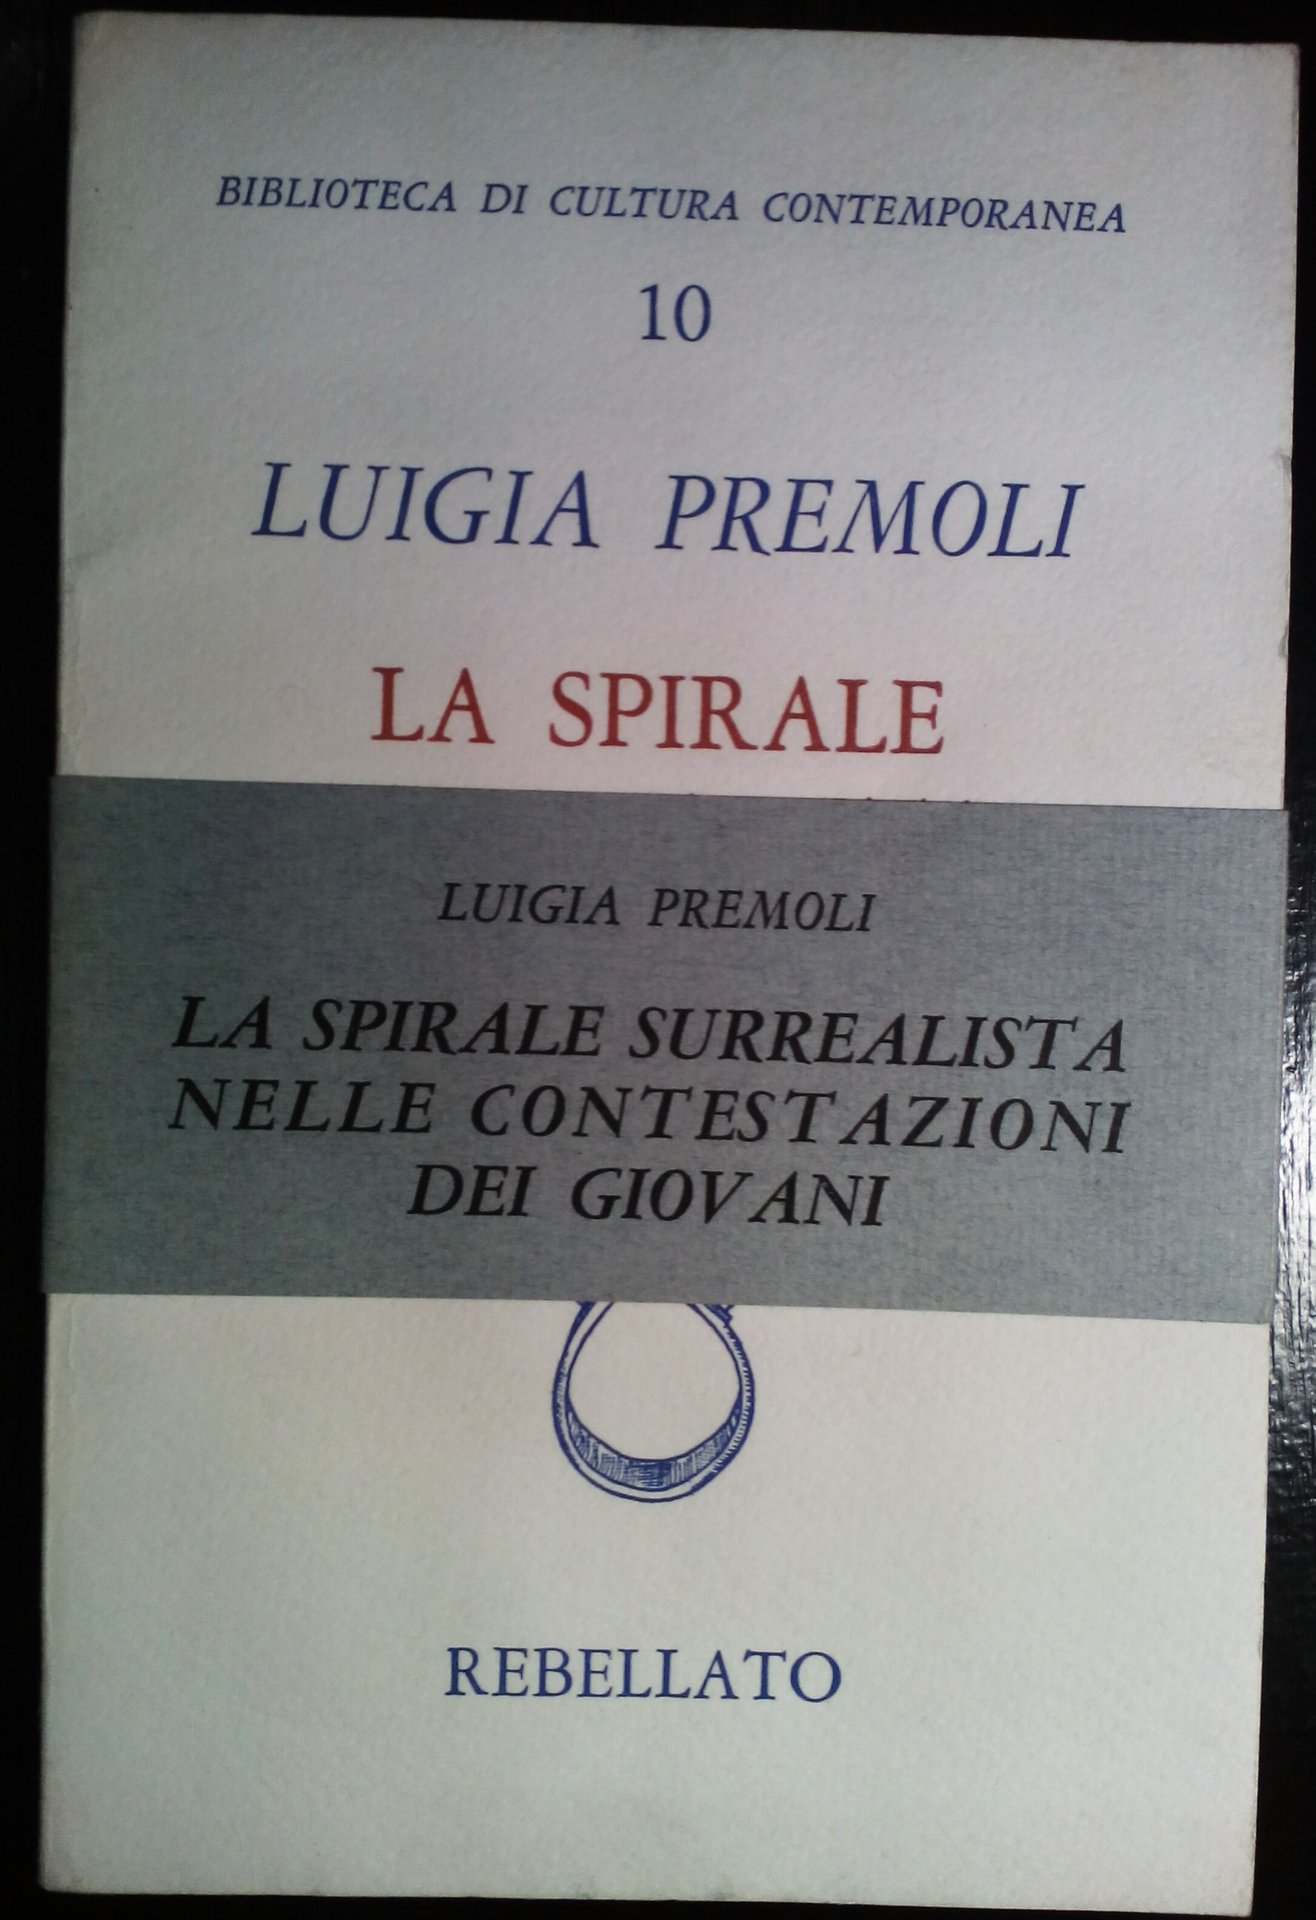 BIBLIOTECA DI CULTURA CONTEMPORANEA
10
LUIGIA PREMOLI
LA SPIRALE
LUIGIA PREMOLI
LA SPIRALE SURREALISTA
NELLE CONTESTAZIONI
DEI GIOVANI
REBELLATO